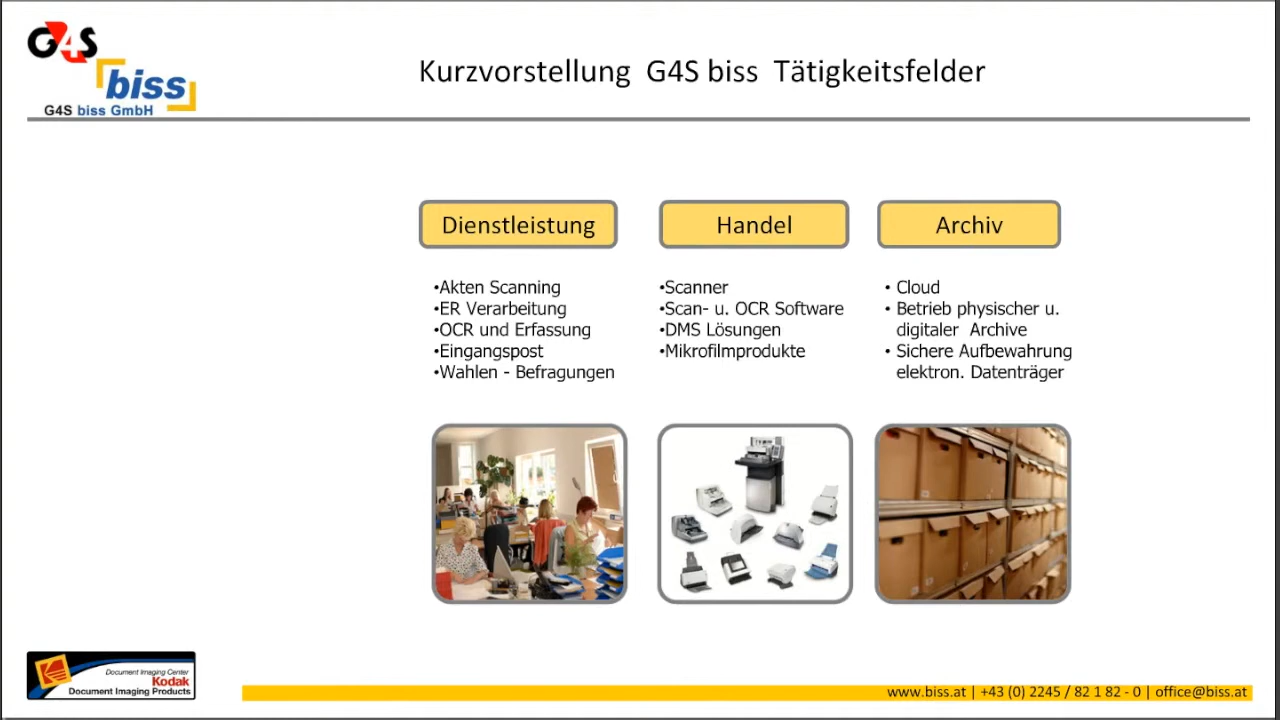 G4S
biss
G4S biss GmbH
Kurzvorstellung G4S biss Tätigkeitsfelder
Dienstleistung
•Akten Scanning
•ER Verarbeitung
•OCR und Erfassung
•Eingangspost
•Wahlen - Befragungen
Handel
•Scanner
•Scan- u. OCR Software
•DMS Lösungen
•Mikrofilmprodukte
Archiv
• Cloud
• Betrieb physischer u.
digitaler Archive
• Sichere Aufbewahrung
elektron. Datenträger
Document Imaging Center
Kodak
Document Imaging Products
www.biss.at | +43 (0) 2245 / 82 1 82 - 0 | office@biss.at